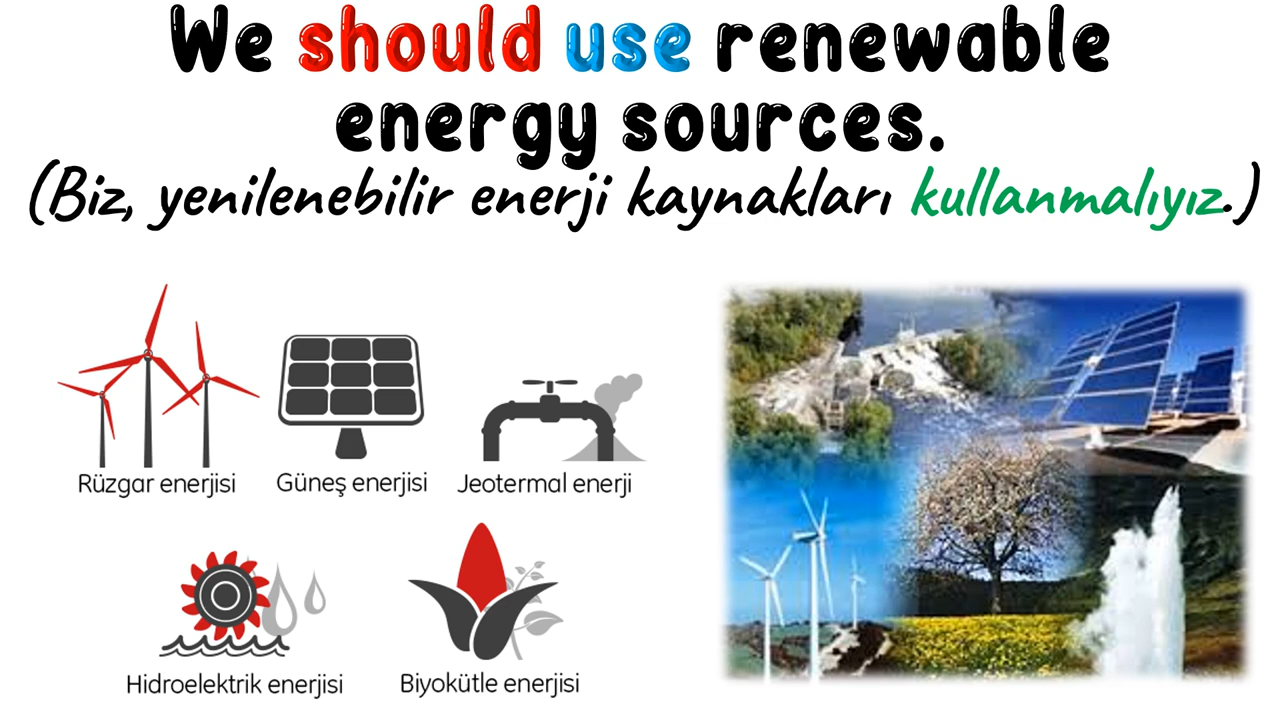 We should use renewable
energy sources.
(Biz, yenilenebilir enerji kaynakları kullanmalıyız.)
Rüzgar enerjisi
Güneş enerjisi
Jeotermal enerji
Hidroelektrik enerjisi
Biyokütle enerjisi